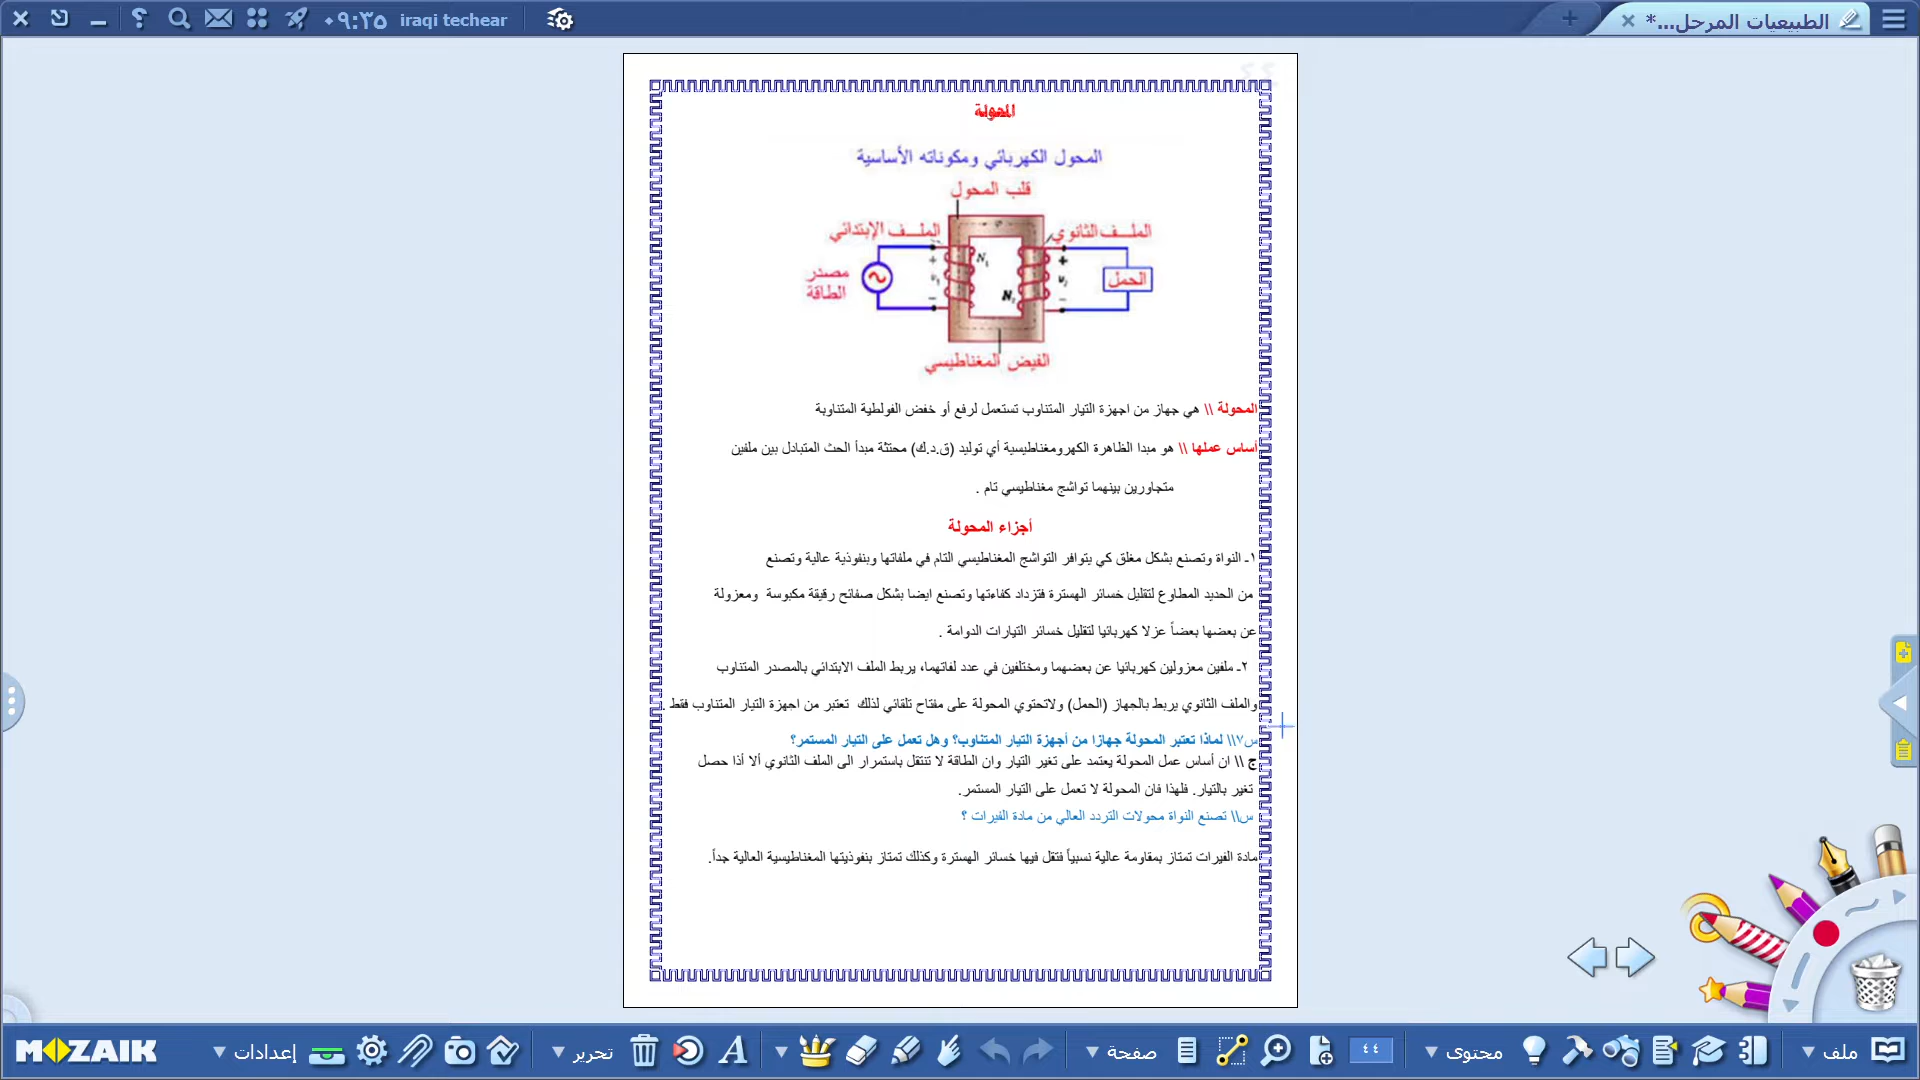 الطبيعيات المرحل...*
iraqi techear
٠٩:٣٥
المحولة
المحول الكهربائي ومكوناته الأساسية
قلب المحول
الملف الثانوي
الملف الإبتدائي
N₁
N₂
+
+
v₁
v₂
−
−
الحمل
مصدر
الطاقة
الفيض المغناطيسي
المحولة \\ هي جهاز من اجهزة التيار المتناوب تستعمل لرفع أو خفض الفولطية المتناوبة
أساس عملها \\ هو مبدا الظاهرة الكهرومغناطيسية أي توليد (ق.د.ك) محتثة مبدأ الحث المتبادل بين ملفين
متجاورين بينهما تواشج مغناطيسي تام .
أجزاء المحولة
١ـ النواة وتصنع بشكل مغلق كي يتوافر التواشج المغناطيسي التام في ملفاتها وبنفوذية عالية وتصنع
من الحديد المطاوع لتقليل خسائر الهسترة فتزداد كفاءتها وتصنع ايضا بشكل صفائح رقيقة مكبوسة ومعزولة
عن بعضها بعضاً عزلا كهربائيا لتقليل خسائر التيارات الدوامة .
٢ـ ملفين معزولين كهربائيا عن بعضهما ومختلفين في عدد لفاتهما، يربط الملف الابتدائي بالمصدر المتناوب
والملف الثانوي يربط بالجهاز (الحمل) ولاتحتوي المحولة على مفتاح تلقائي لذلك تعتبر من اجهزة التيار المتناوب فقط .
س٧\\ لماذا تعتبر المحولة جهازا من أجهزة التيار المتناوب؟ وهل تعمل على التيار المستمر؟
ج \\ ان أساس عمل المحولة يعتمد على تغير التيار وان الطاقة لا تنتقل باستمرار الى الملف الثانوي ألا أذا حصل
تغير بالتيار. فلهذا فان المحولة لا تعمل على التيار المستمر.
س\\ تصنع النواة محولات التردد العالي من مادة الفيرات ؟
مادة الفيرات تمتاز بمقاومة عالية نسبياً فتقل فيها خسائر الهسترة وكذلك تمتاز بنفوذيتها المغناطيسية العالية جداً.
ملف
محتوى
٤٤
صفحة
تحرير
إعدادات
MOZAIK